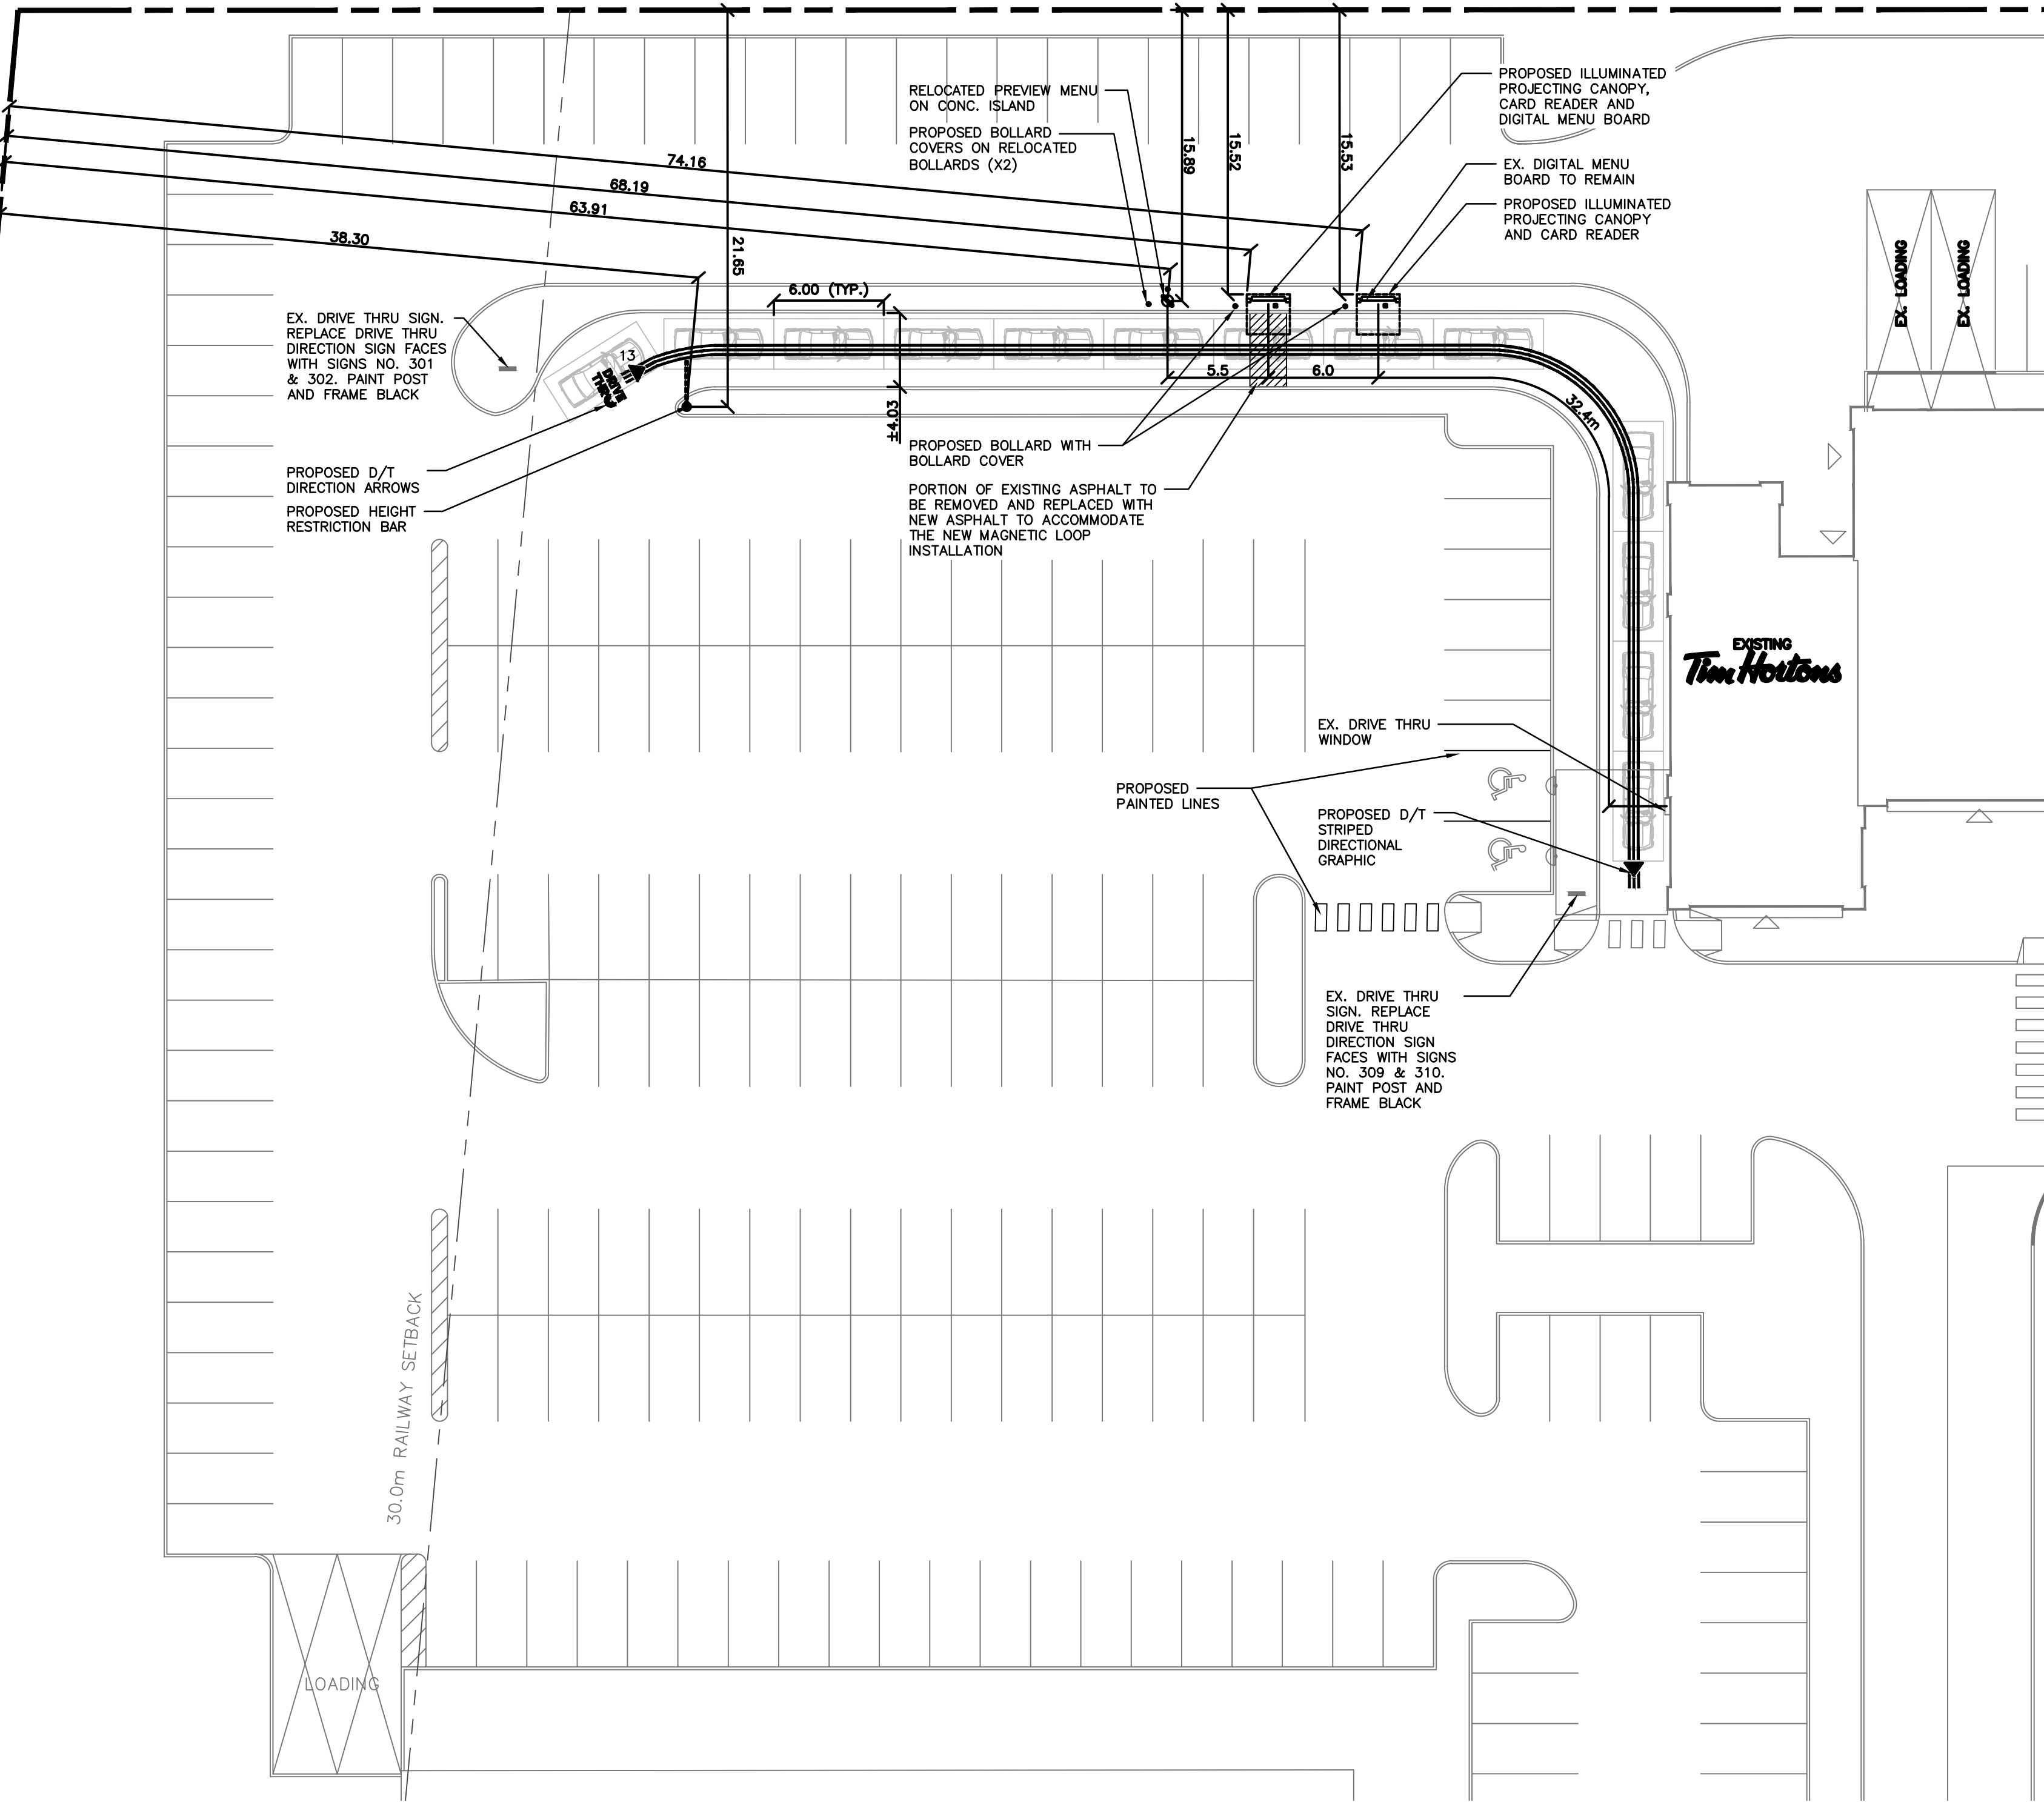 RELOCATED PREVIEW MENU
ON CONC. ISLAND
PROPOSED BOLLARD
COVERS ON RELOCATED
BOLLARDS (X2)
PROPOSED ILLUMINATED
PROJECTING CANOPY,
CARD READER AND
DIGITAL MENU BOARD
EX. DIGITAL MENU
BOARD TO REMAIN
PROPOSED ILLUMINATED
PROJECTING CANOPY
AND CARD READER
15.89
15.52
15.53
74.16
68.19
63.91
38.30
21.65
6.00 (TYP.)
EX. LOADING
EX. LOADING
EX. DRIVE THRU SIGN.
REPLACE DRIVE THRU
DIRECTION SIGN FACES
WITH SIGNS NO. 301
& 302. PAINT POST
AND FRAME BLACK
13
DRIVE
THRU
5.5
6.0
±4.03
32.4m
PROPOSED BOLLARD WITH
BOLLARD COVER
PROPOSED D/T
DIRECTION ARROWS
PROPOSED HEIGHT
RESTRICTION BAR
PORTION OF EXISTING ASPHALT TO
BE REMOVED AND REPLACED WITH
NEW ASPHALT TO ACCOMMODATE
THE NEW MAGNETIC LOOP
INSTALLATION
EXISTING
Tim Hortons
EX. DRIVE THRU
WINDOW
PROPOSED
PAINTED LINES
PROPOSED D/T
STRIPED
DIRECTIONAL
GRAPHIC
EX. DRIVE THRU
SIGN. REPLACE
DRIVE THRU
DIRECTION SIGN
FACES WITH SIGNS
NO. 309 & 310.
PAINT POST AND
FRAME BLACK
30.0m RAILWAY SETBACK
LOADING